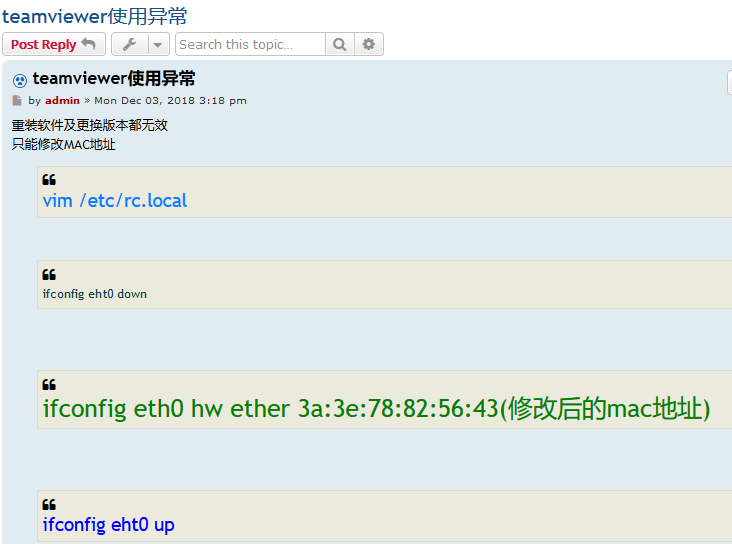 teamviewer使用异常
Post Reply
Search this topic...
teamviewer使用异常
by admin » Mon Dec 03, 2018 3:18 pm
重装软件及更换版本都无效
只能修改MAC地址
vim /etc/rc.local
ifconfig eht0 down
ifconfig eth0 hw ether 3a:3e:78:82:56:43(修改后的mac地址)
ifconfig eht0 up